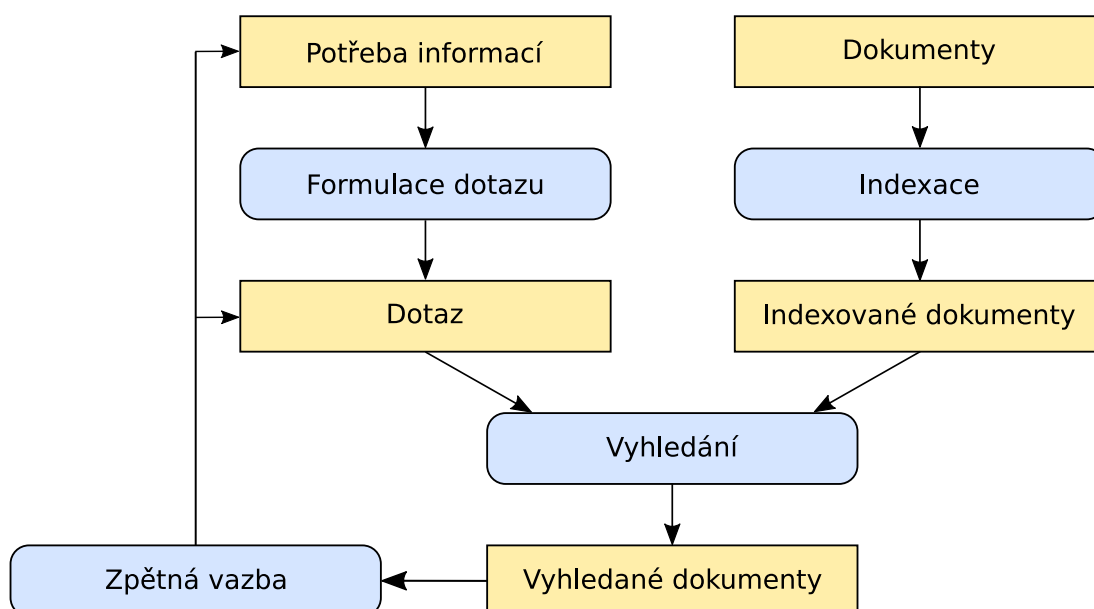 Potřeba informací
Dokumenty
Formulace dotazu
Indexace
Dotaz
Indexované dokumenty
Vyhledání
Zpětná vazba
Vyhledané dokumenty